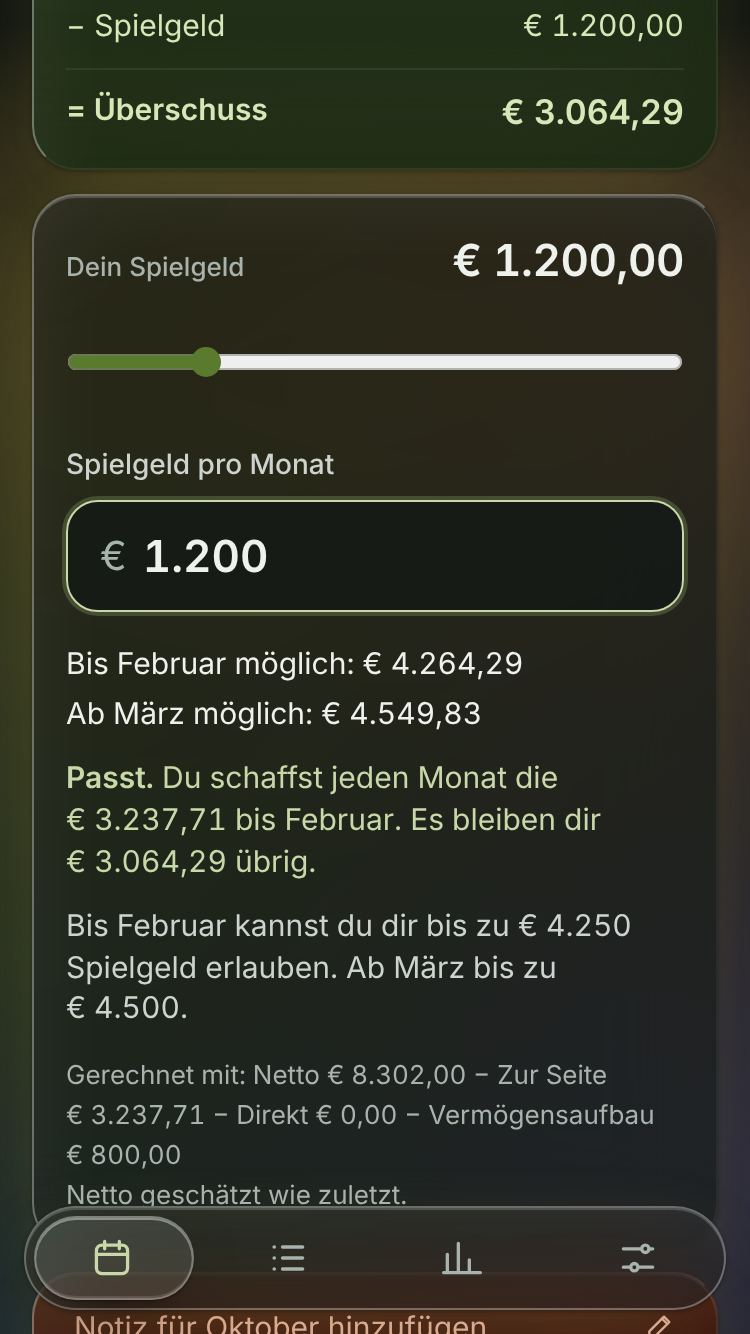 − Spielgeld € 1.200,00
= Überschuss € 3.064,29
Dein Spielgeld € 1.200,00
Spielgeld pro Monat
€ 1.200
Bis Februar möglich: € 4.264,29
Ab März möglich: € 4.549,83
Passt. Du schaffst jeden Monat die
€ 3.237,71 bis Februar. Es bleiben dir
€ 3.064,29 übrig.
Bis Februar kannst du dir bis zu € 4.250
Spielgeld erlauben. Ab März bis zu
€ 4.500.
Gerechnet mit: Netto € 8.302,00 − Zur Seite
€ 3.237,71 − Direkt € 0,00 − Vermögensaufbau
€ 800,00
Netto geschätzt wie zuletzt.
Notiz für Oktober hinzufügen